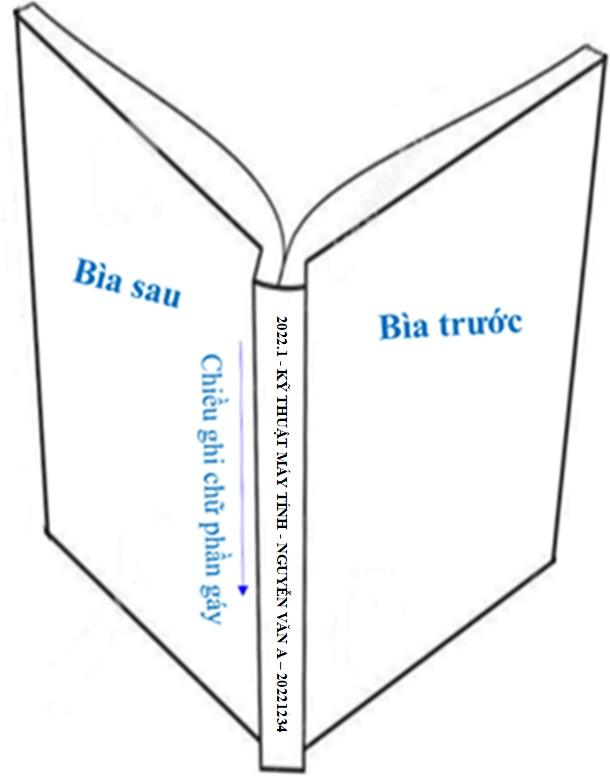 Bìa sau
Chiều ghi chữ phần gáy
2022.1 - KỸ THUẬT MÁY TÍNH - NGUYỄN VĂN A – 20221234
Bìa trước